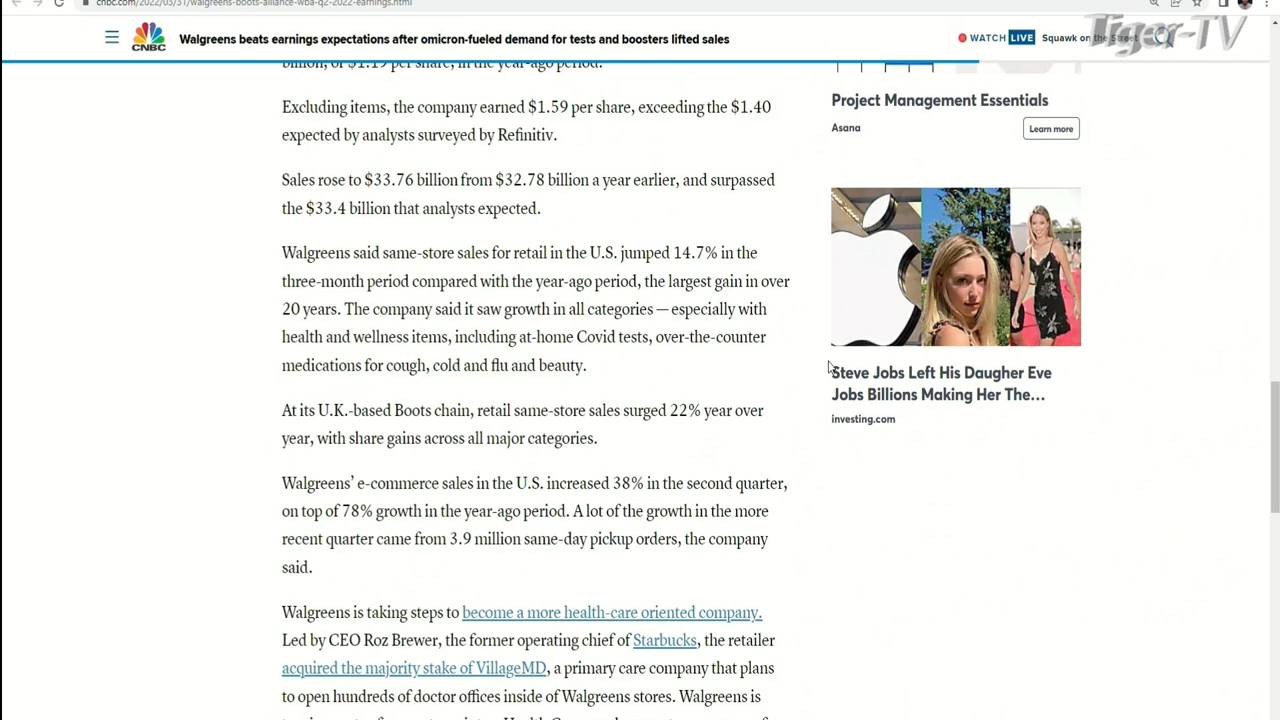 cnbc.com/2022/03/31/walgreens-boots-alliance-wba-q2-2022-earnings.html
CNBC
Walgreens beats earnings expectations after omicron-fueled demand for tests and boosters lifted sales
WATCH LIVE Squawk on the Street
Tiger-TV
billion, or $1.19 per share, in the year-ago period.
Excluding items, the company earned $1.59 per share, exceeding the $1.40
expected by analysts surveyed by Refinitiv.
Sales rose to $33.76 billion from $32.78 billion a year earlier, and surpassed
the $33.4 billion that analysts expected.
Walgreens said same-store sales for retail in the U.S. jumped 14.7% in the
three-month period compared with the year-ago period, the largest gain in over
20 years. The company said it saw growth in all categories — especially with
health and wellness items, including at-home Covid tests, over-the-counter
medications for cough, cold and flu and beauty.
At its U.K.-based Boots chain, retail same-store sales surged 22% year over
year, with share gains across all major categories.
Walgreens’ e-commerce sales in the U.S. increased 38% in the second quarter,
on top of 78% growth in the year-ago period. A lot of the growth in the more
recent quarter came from 3.9 million same-day pickup orders, the company
said.
Walgreens is taking steps to become a more health-care oriented company.
Led by CEO Roz Brewer, the former operating chief of Starbucks, the retailer
acquired the majority stake of VillageMD, a primary care company that plans
to open hundreds of doctor offices inside of Walgreens stores. Walgreens is
Project Management Essentials
Asana
Learn more
Steve Jobs Left His Daugher Eve
Jobs Billions Making Her The...
investing.com